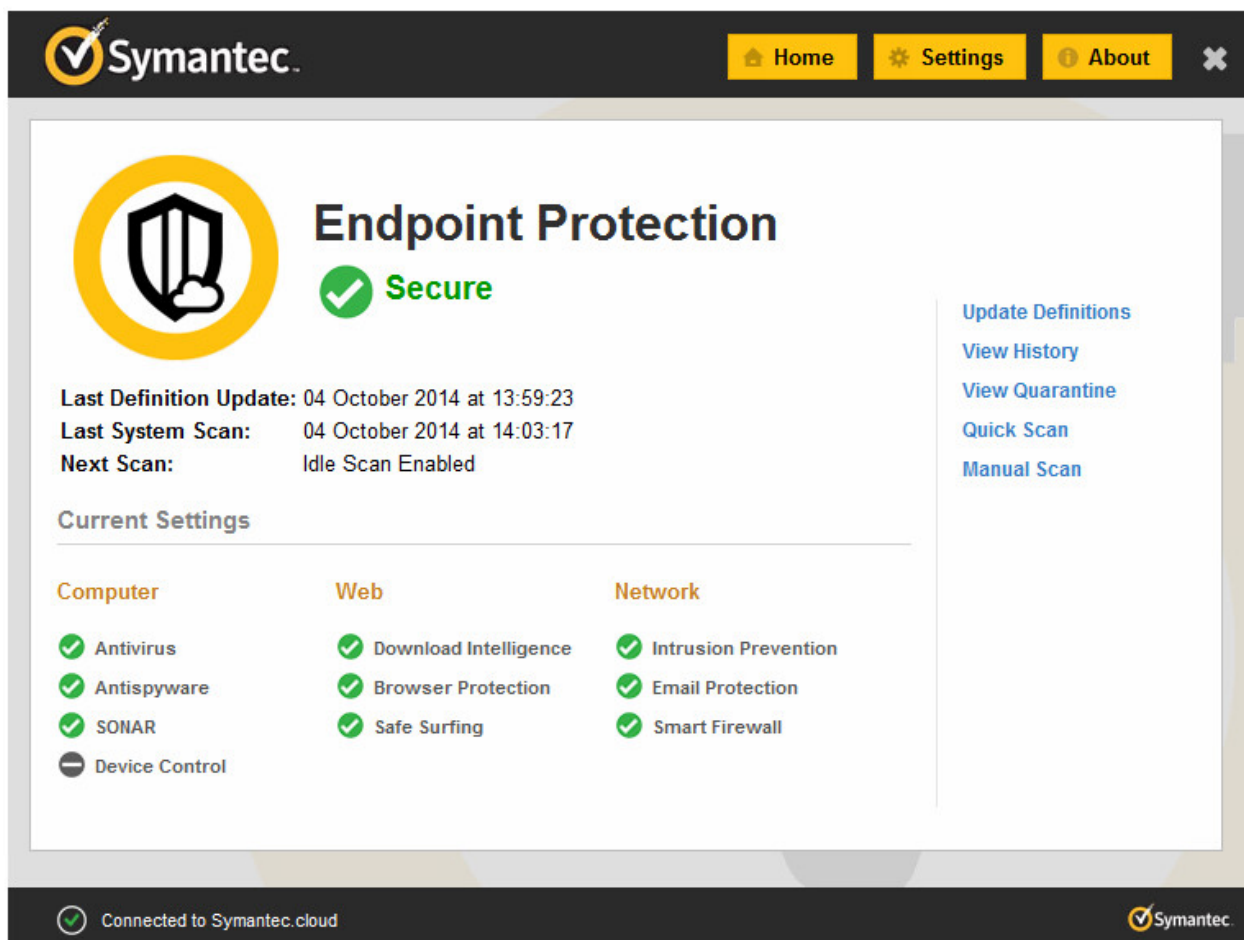 Symantec.
Home
Settings
About
Endpoint Protection
Secure
Last Definition Update: 04 October 2014 at 13:59:23
Last System Scan: 04 October 2014 at 14:03:17
Next Scan: Idle Scan Enabled
Update Definitions
View History
View Quarantine
Quick Scan
Manual Scan
Current Settings
Computer
Antivirus
Antispyware
SONAR
Device Control
Web
Download Intelligence
Browser Protection
Safe Surfing
Network
Intrusion Prevention
Email Protection
Smart Firewall
Connected to Symantec.cloud
Symantec.